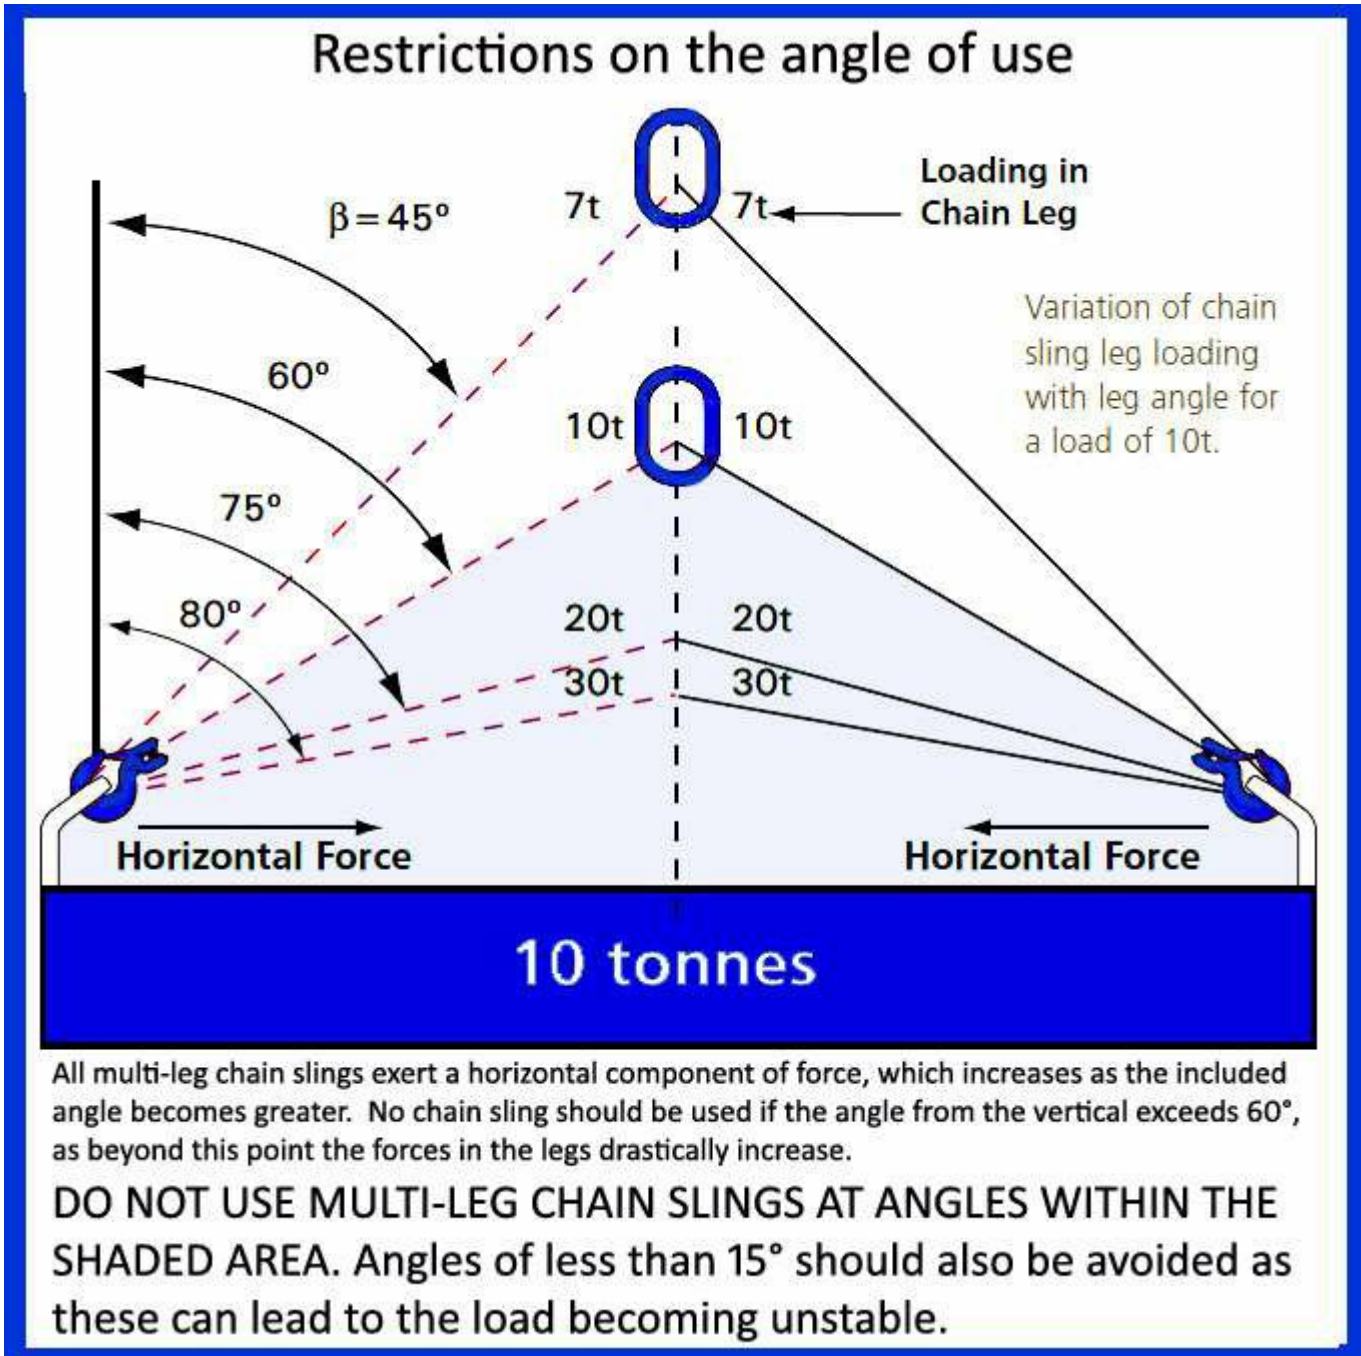 Restrictions on the angle of use
β=45º
7t
7t
Loading in
Chain Leg
Variation of chain
sling leg loading
with leg angle for
a load of 10t.
60º
10t
10t
75º
80º
20t
20t
30t
30t
Horizontal Force
Horizontal Force
10 tonnes
All multi-leg chain slings exert a horizontal component of force, which increases as the included
angle becomes greater. No chain sling should be used if the angle from the vertical exceeds 60°,
as beyond this point the forces in the legs drastically increase.
DO NOT USE MULTI-LEG CHAIN SLINGS AT ANGLES WITHIN THE
SHADED AREA. Angles of less than 15° should also be avoided as
these can lead to the load becoming unstable.